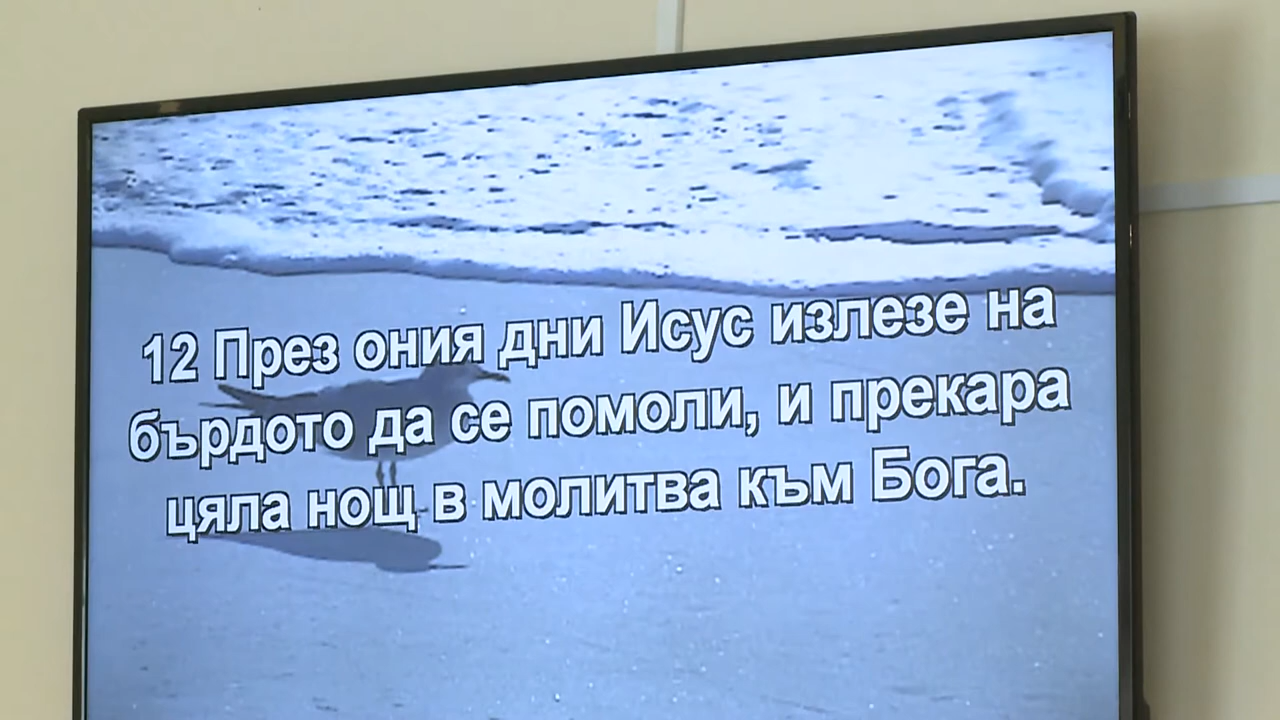 12 През ония дни Исус излезе на
бърдото да се помоли, и прекара
цяла нощ в молитва към Бога.